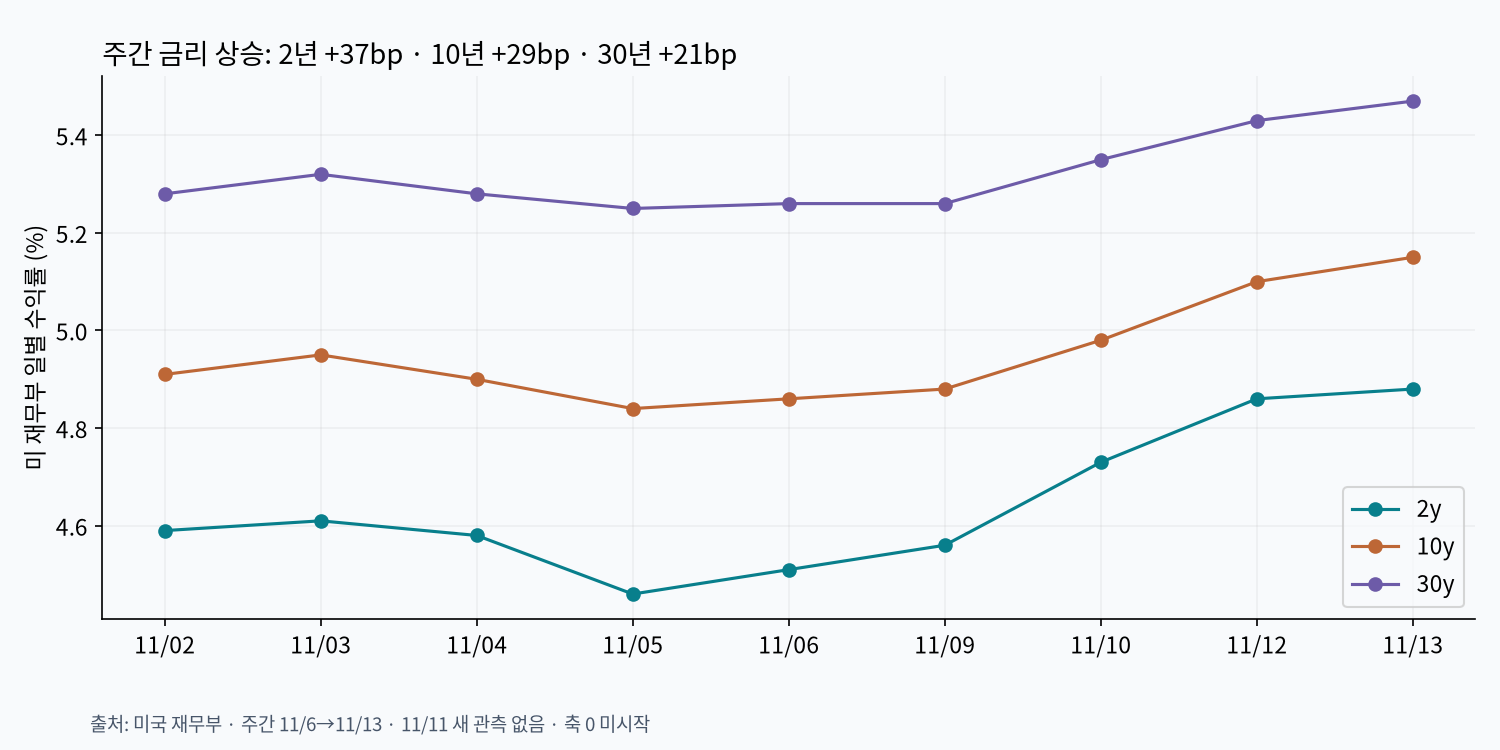 주간 금리 상승: 2년 +37bp · 10년 +29bp · 30년 +21bp
미 재무부 일별 수익률 (%)
5.4
5.2
5.0
4.8
4.6
2y
10y
30y
11/02 11/03 11/04 11/05 11/06 11/09 11/10 11/12 11/13
출처: 미국 재무부 · 주간 11/6→11/13 · 11/11 새 관측 없음 · 축 0 미시작